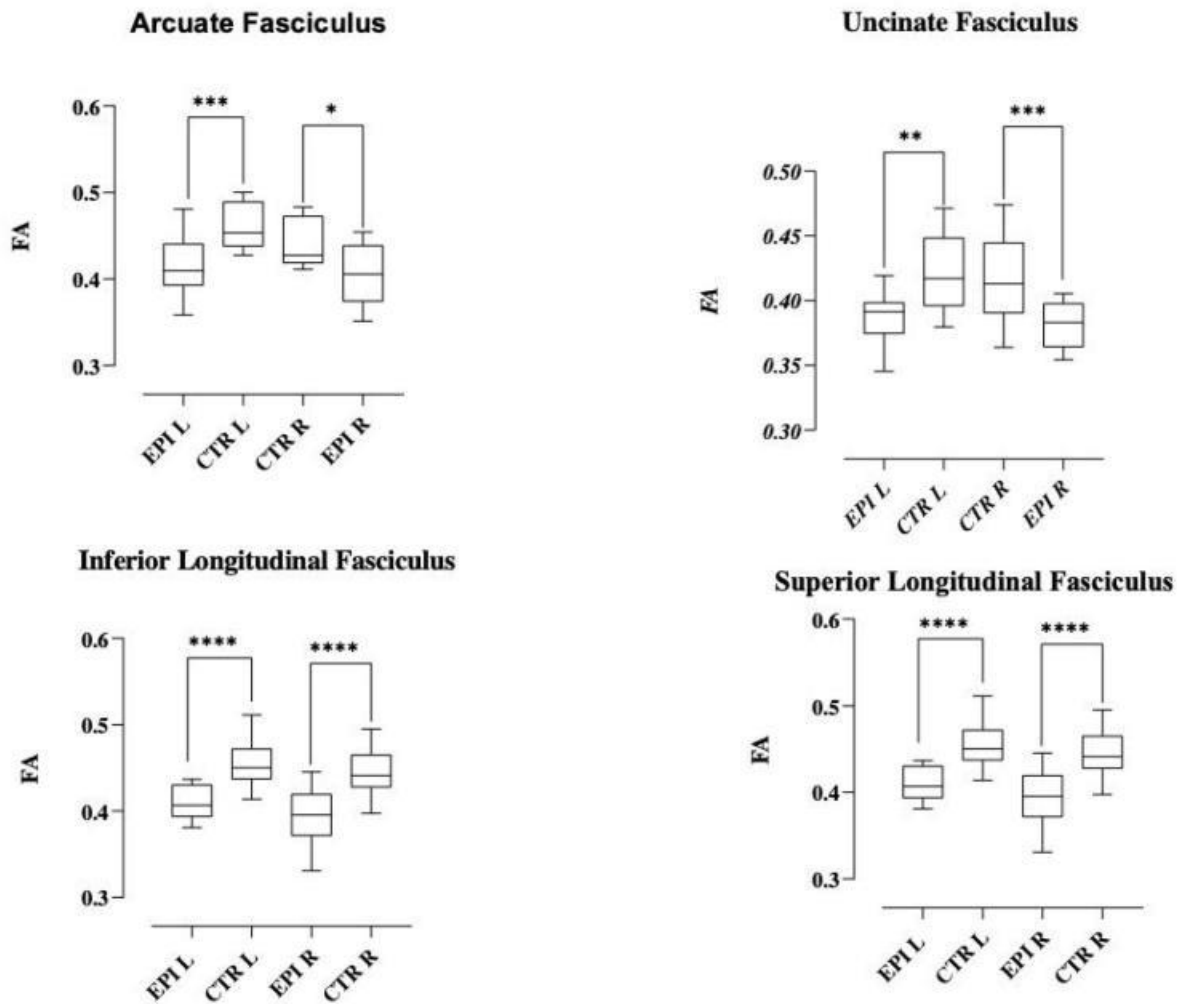 Arcuate Fasciculus
*** *
0.6
0.5
0.4
0.3
FA
EPI L CTR L CTR R EPI R
Uncinate Fasciculus
** ***
0.50
0.45
0.40
0.35
0.30
FA
EPI L CTR L CTR R EPI R
Inferior Longitudinal Fasciculus
**** ****
0.6
0.5
0.4
0.3
FA
EPI L CTR L EPI R CTR R
Superior Longitudinal Fasciculus
**** ****
0.6
0.5
0.4
0.3
FA
EPI L CTR L EPI R CTR R